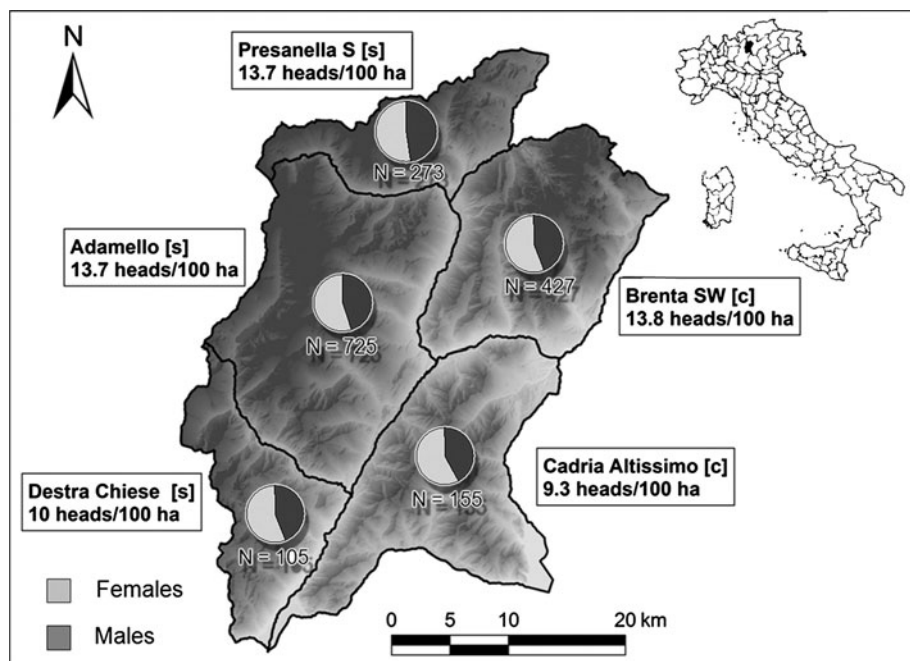 N
Presanella S [s]
13.7 heads/100 ha
N = 273
Adamello [s]
13.7 heads/100 ha
N = 427
Brenta SW [c]
13.8 heads/100 ha
N = 725
Cadria Altissimo [c]
9.3 heads/100 ha
Destra Chiese [s]
10 heads/100 ha
N = 155
N = 105
Females
Males
0 5 10 20 km